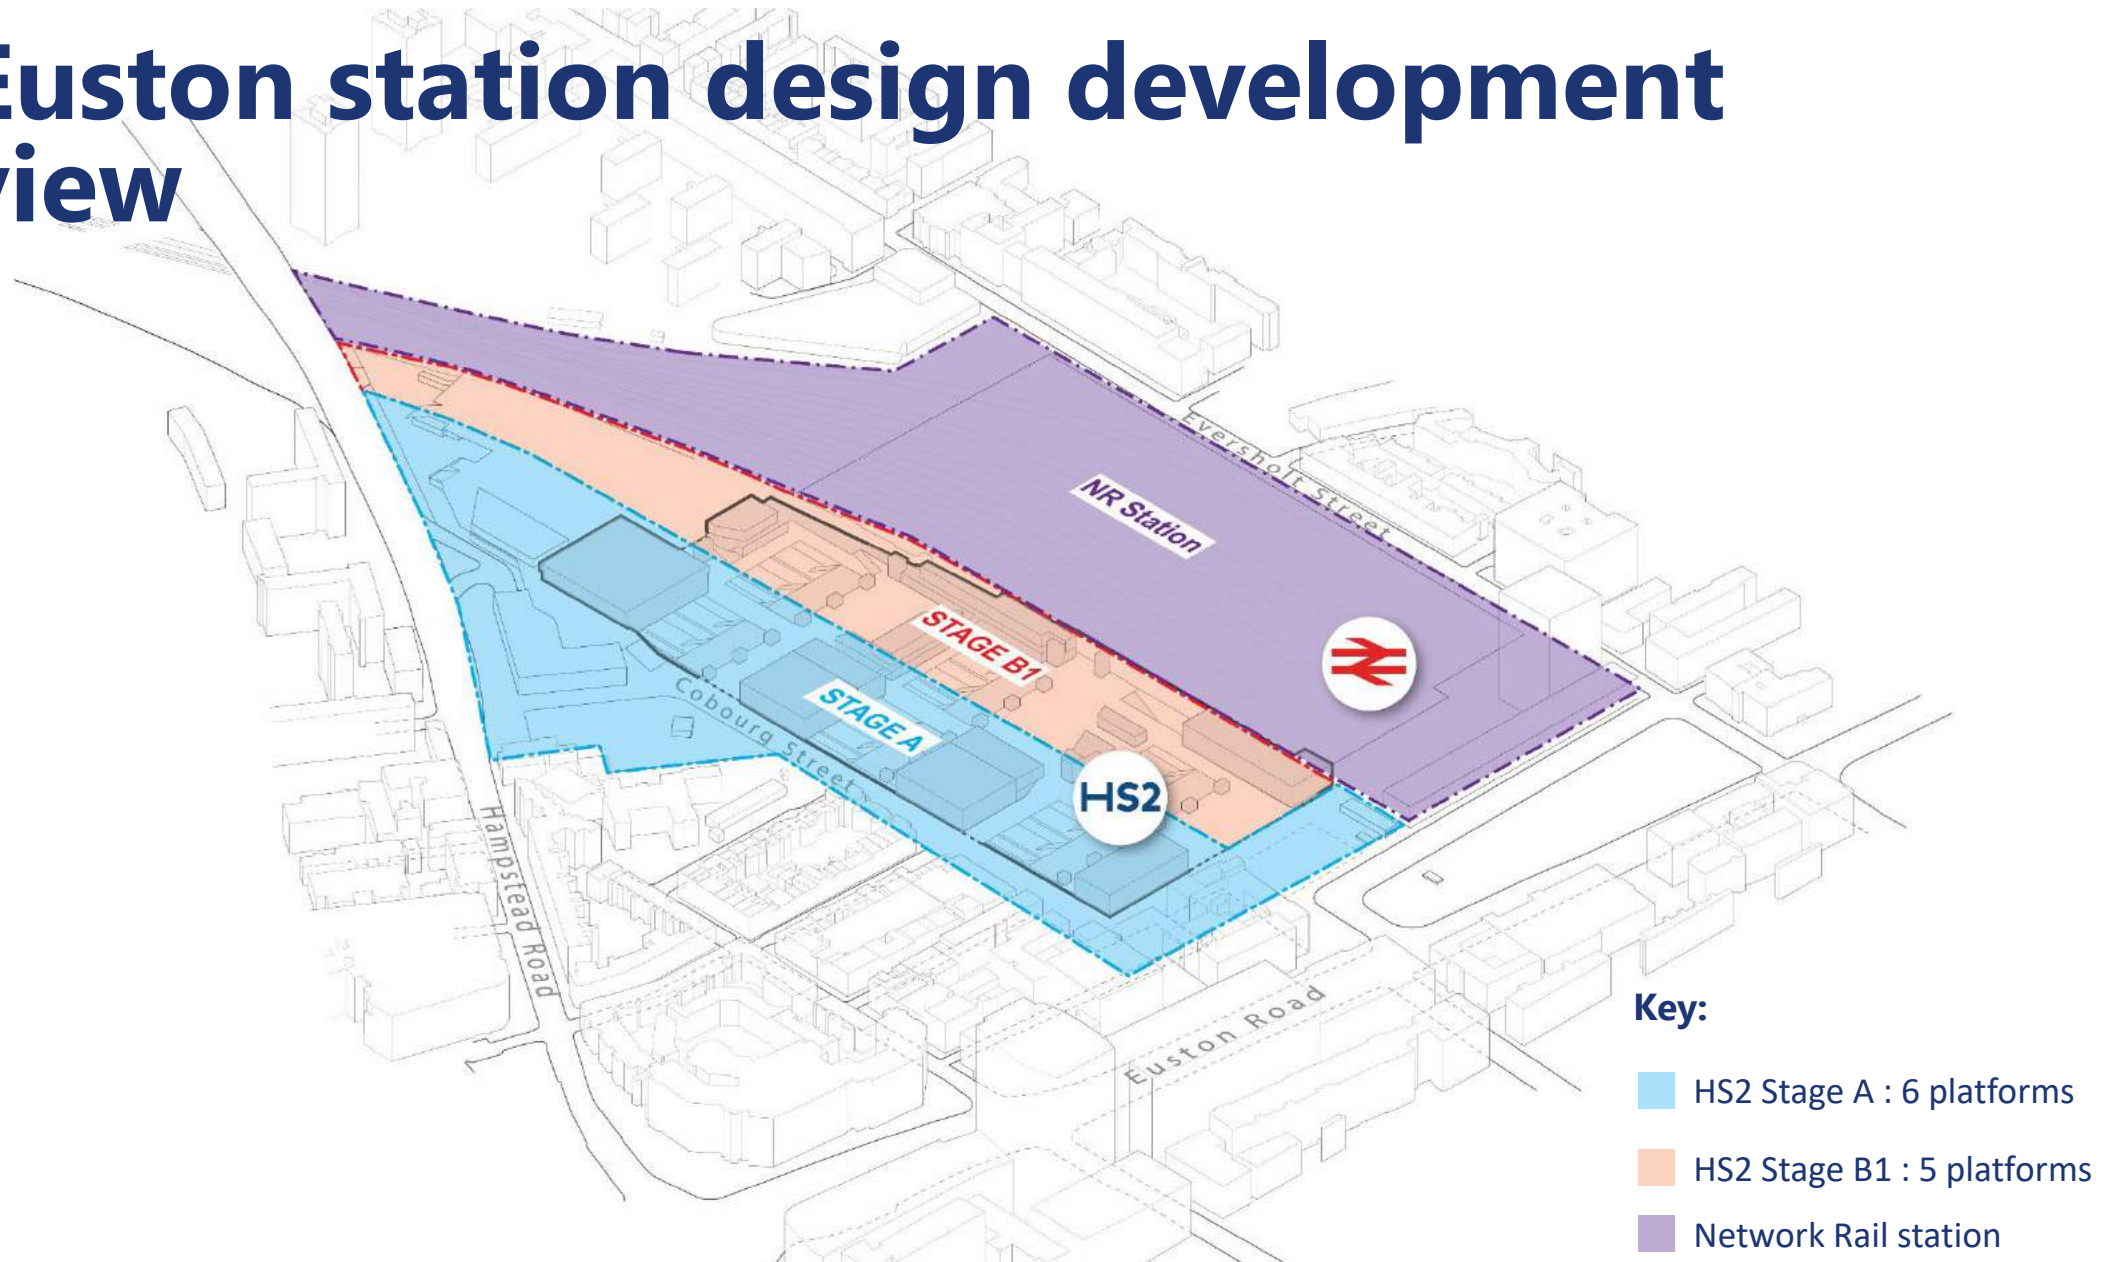 Euston station design development
view
Eversholt Street
NR Station
STAGE B1
STAGE A
Cobourg Street
HS2
Hampstead Road
Euston Road
Key:
HS2 Stage A : 6 platforms
HS2 Stage B1 : 5 platforms
Network Rail station